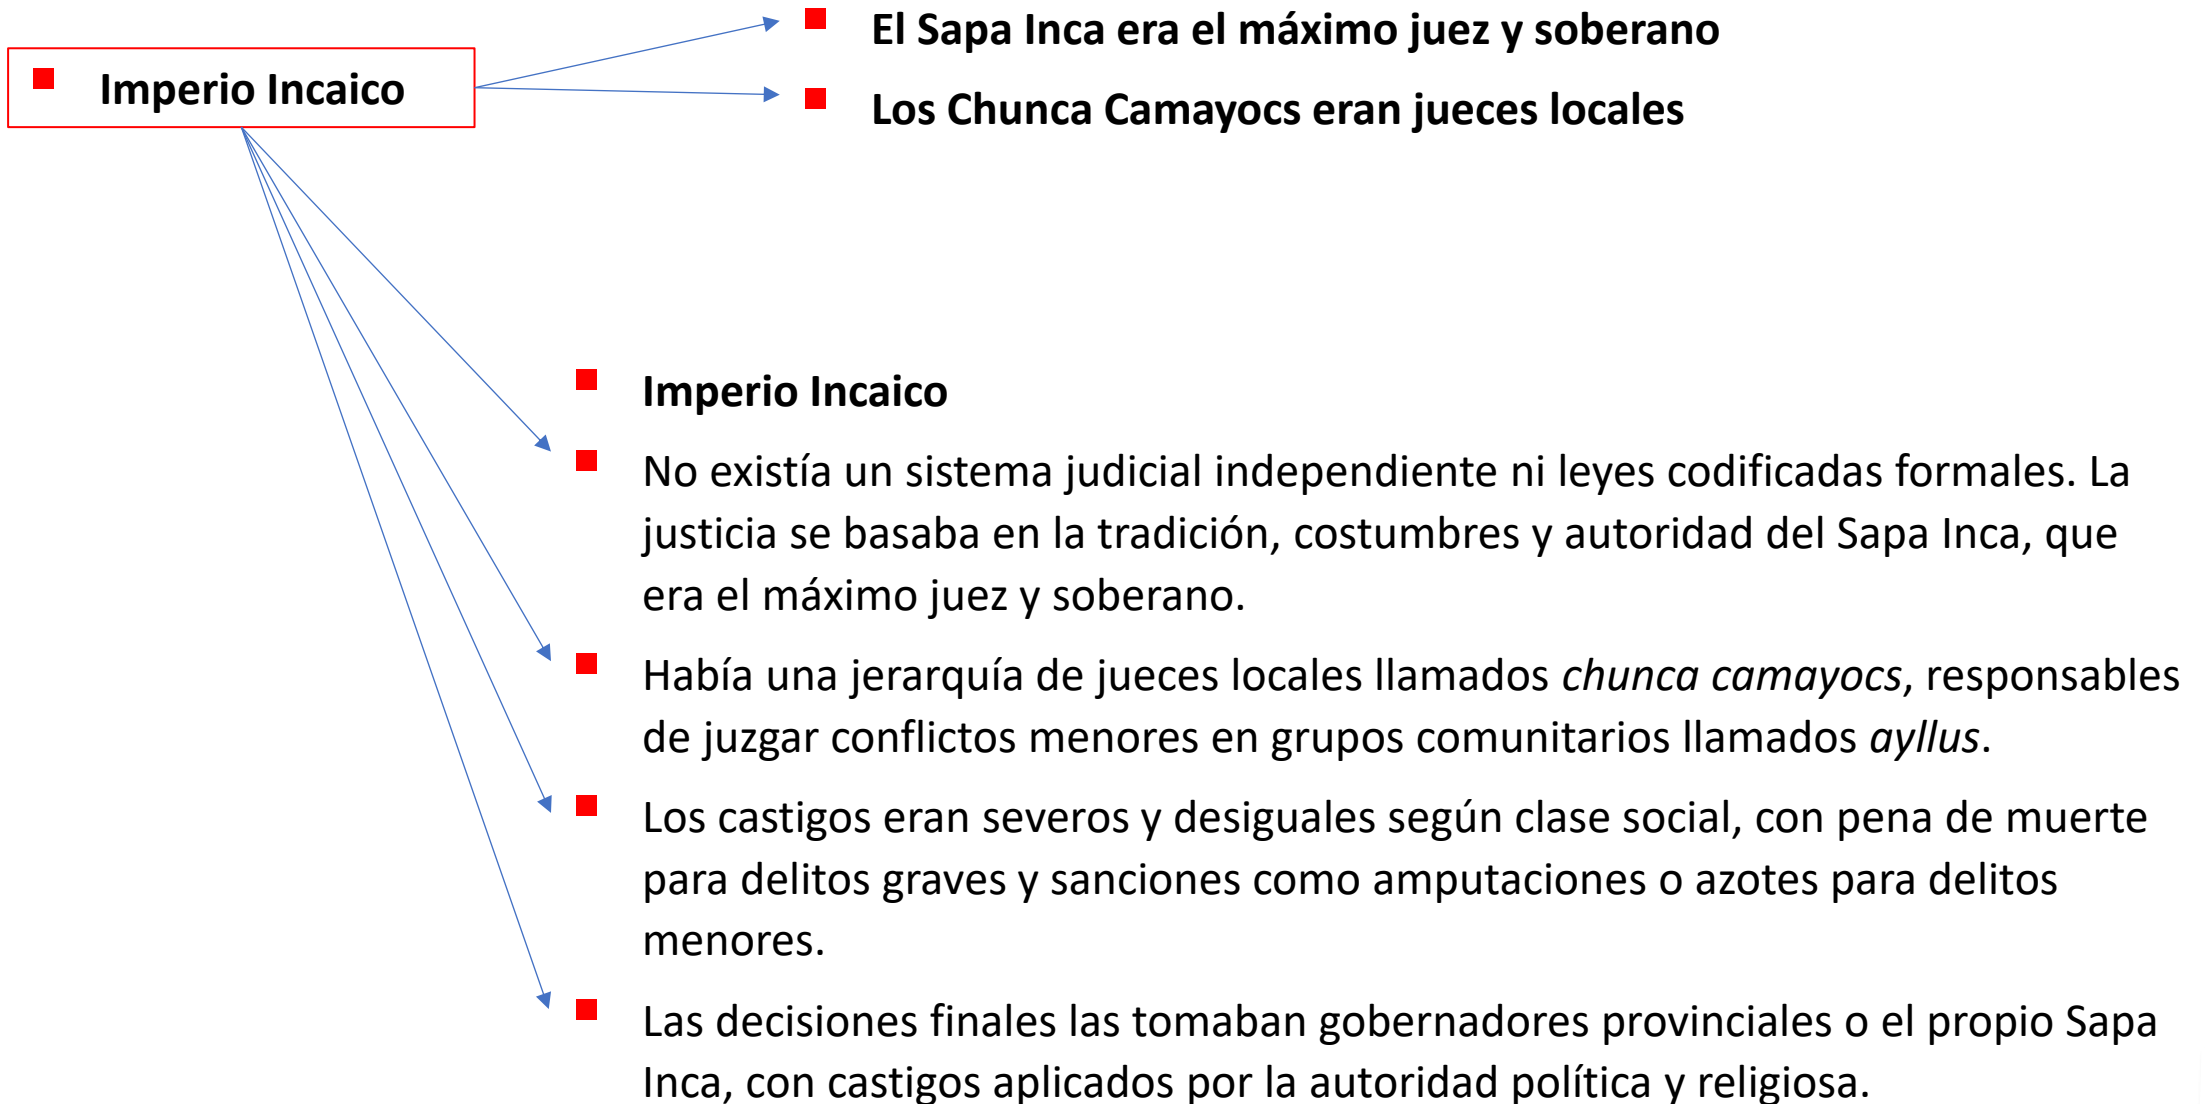 El Sapa Inca era el máximo juez y soberano
Imperio Incaico
Los Chunca Camayocs eran jueces locales
Imperio Incaico
No existía un sistema judicial independiente ni leyes codificadas formales. La
justicia se basaba en la tradición, costumbres y autoridad del Sapa Inca, que
era el máximo juez y soberano.
Había una jerarquía de jueces locales llamados chunca camayocs, responsables
de juzgar conflictos menores en grupos comunitarios llamados ayllus.
Los castigos eran severos y desiguales según clase social, con pena de muerte
para delitos graves y sanciones como amputaciones o azotes para delitos
menores.
Las decisiones finales las tomaban gobernadores provinciales o el propio Sapa
Inca, con castigos aplicados por la autoridad política y religiosa.